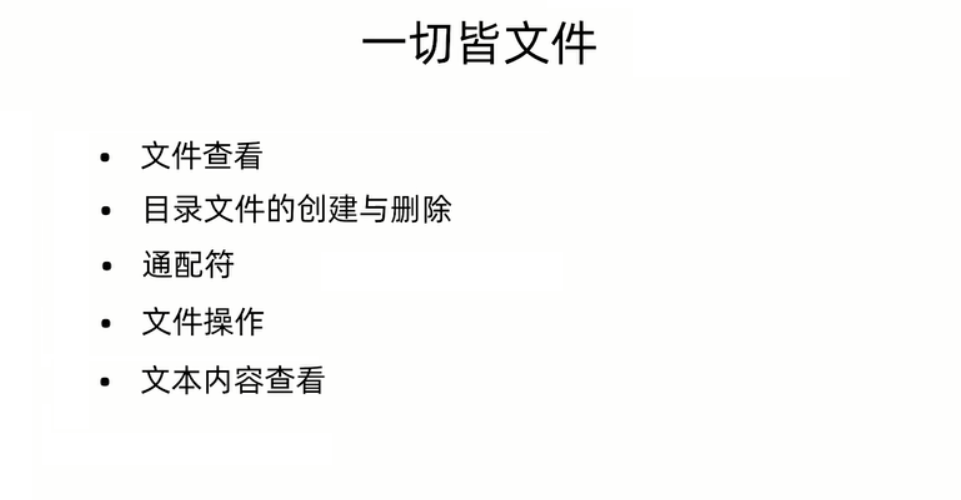 一切皆文件
• 文件查看
• 目录文件的创建与删除
• 通配符
• 文件操作
• 文本内容查看